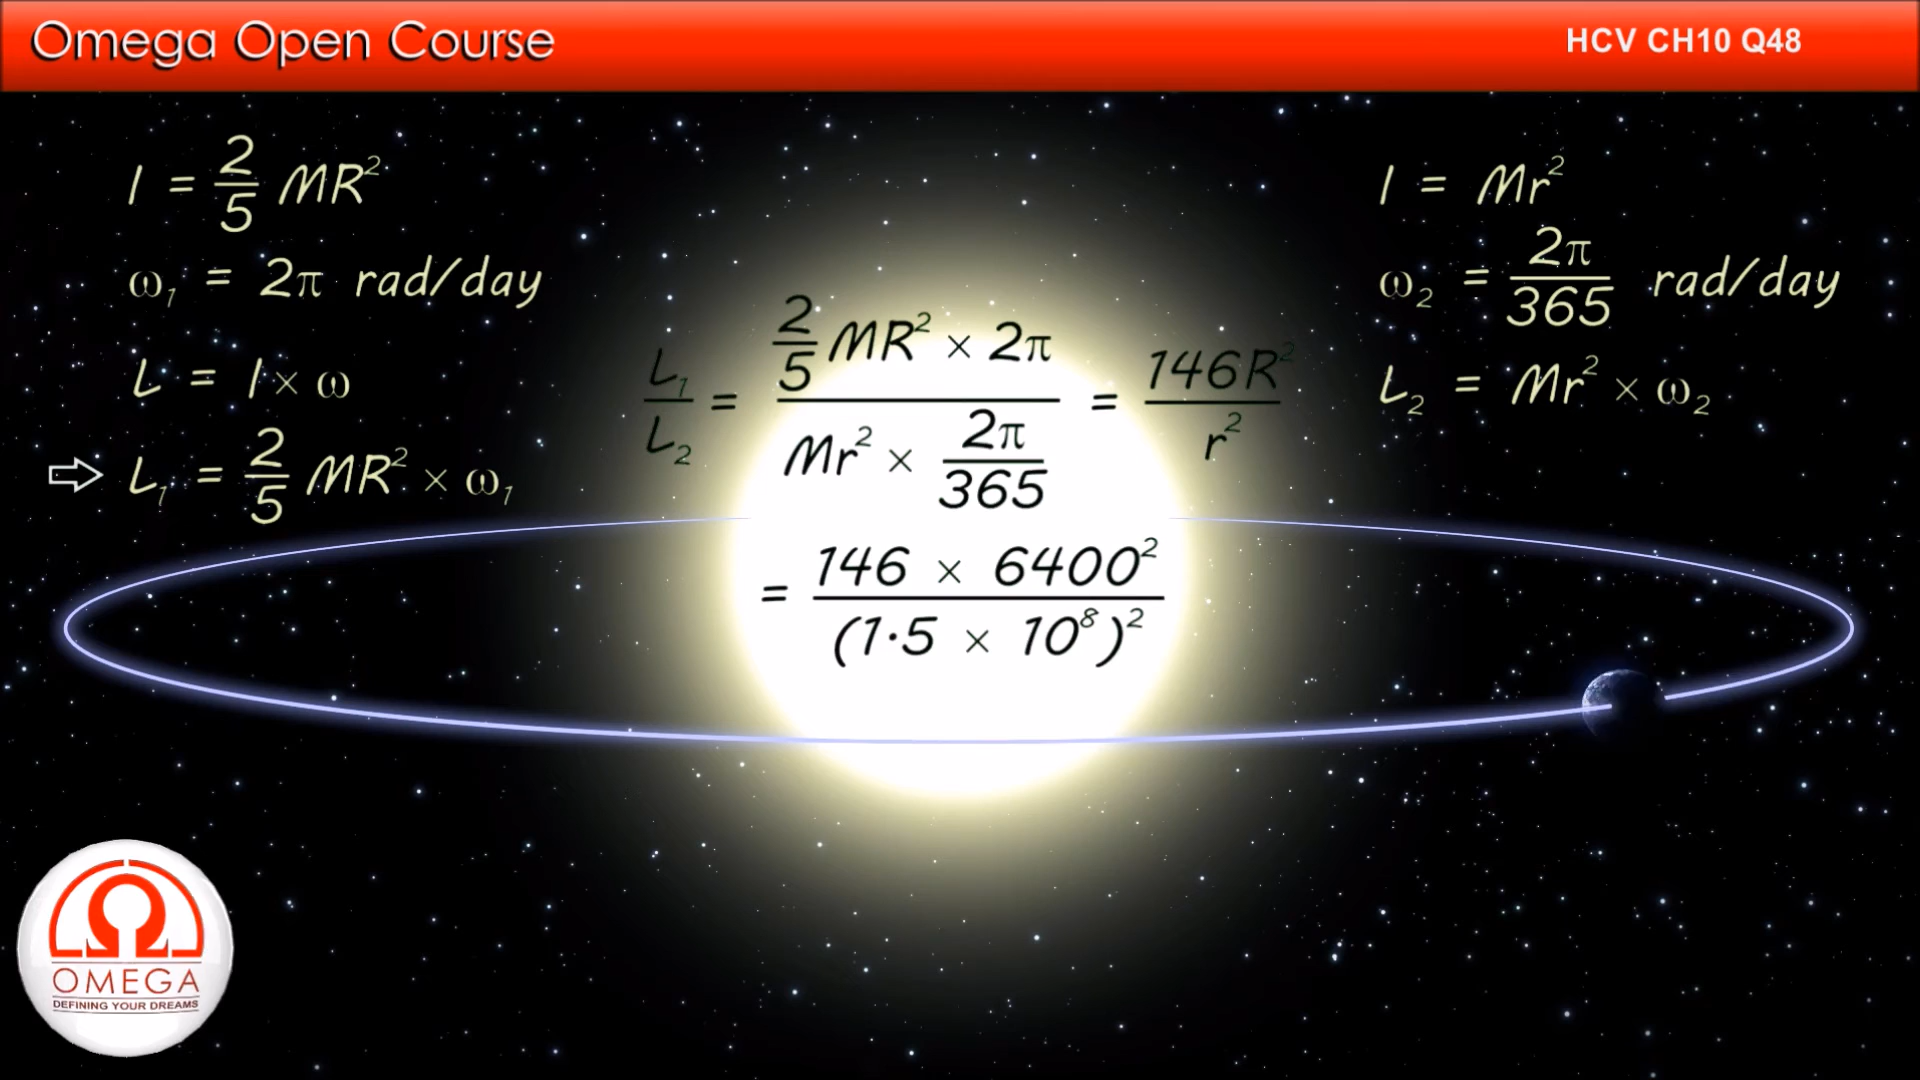 Omega Open Course
HCV CH10 Q48
I = 2/5 MR²
ω₁ = 2π rad/day
L = I × ω
⇨ L₁ = 2/5 MR² × ω₁
L₁/L₂ = (2/5 MR² × 2π)/(Mr² × 2π/365) = 146R²/r²
= (146 × 6400²)/(1·5 × 10⁸)²
I = Mr²
ω₂ = 2π/365 rad/day
L₂ = Mr² × ω₂
Ω
OMEGA
DEFINING YOUR DREAMS